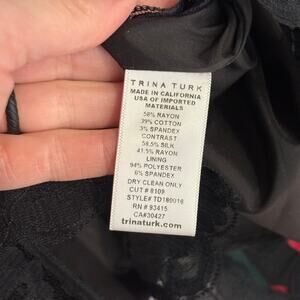 TRINA TURK
MADE IN CALIFORNIA
USA OF IMPORTED
MATERIALS
58% RAYON
39% COTTON
3% SPANDEX
CONTRAST
58.5% SILK
41.5% RAYON
LINING
94% POLYESTER
6% SPANDEX
DRY CLEAN ONLY
CUT # 8109
STYLE# TD180016
RN # 93415
CA#30427
trinaturk.com